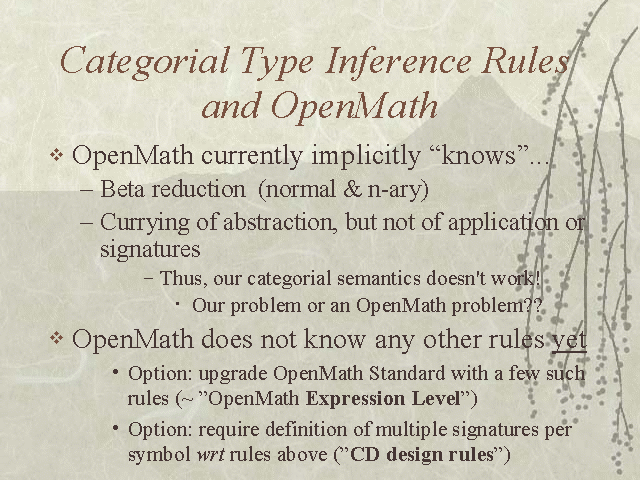 Categorial Type Inference Rules
and OpenMath
❖ OpenMath currently implicitly “knows”...
– Beta reduction (normal & n-ary)
– Currying of abstraction, but not of application or
signatures
– Thus, our categorial semantics doesn't work!
· Our problem or an OpenMath problem??
❖ OpenMath does not know any other rules yet
• Option: upgrade OpenMath Standard with a few such
rules (~ ”OpenMath Expression Level”)
• Option: require definition of multiple signatures per
symbol wrt rules above (”CD design rules”)